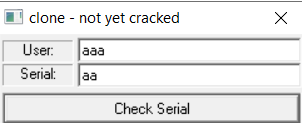 clone - not yet cracked
User: aaa
Serial: aa
Check Serial